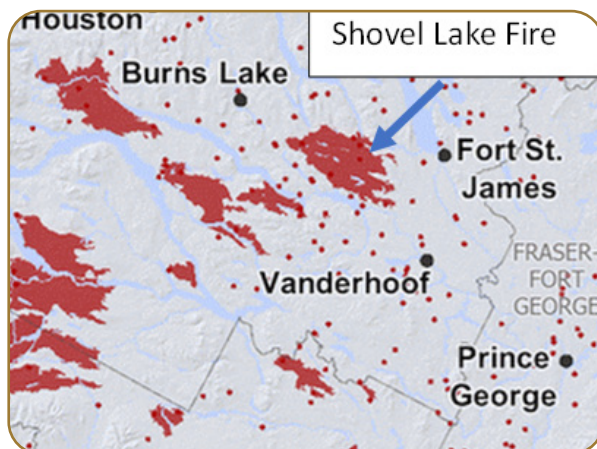 Houston
Shovel Lake Fire
Burns Lake
Fort St.
James
Vanderhoof
FRASER-
FORT
GEORGE
Prince
George